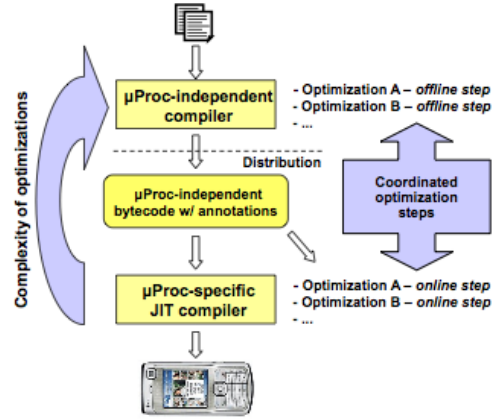 µProc-independent
compiler
- Optimization A – offline step
- Optimization B – offline step
- ...
Distribution
µProc-independent
bytecode w/ annotations
Coordinated
optimization
steps
Complexity of optimizations
µProc-specific
JIT compiler
- Optimization A – online step
- Optimization B – online step
- ...